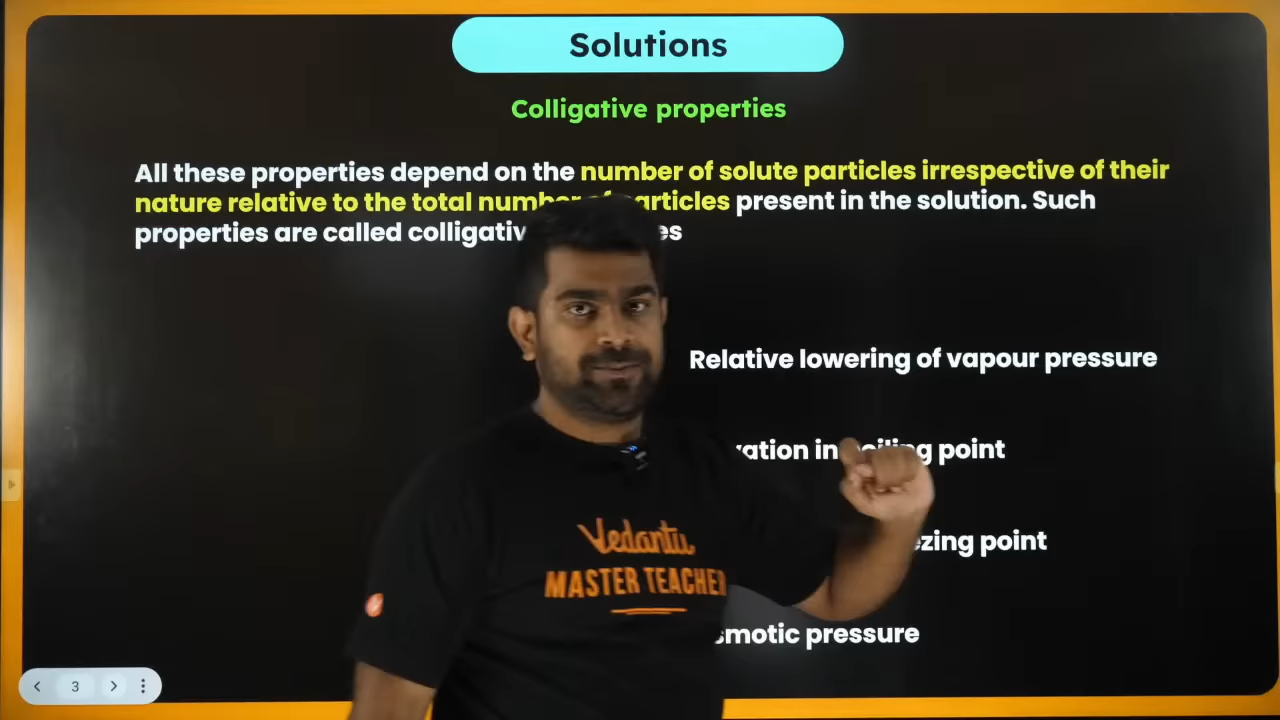 Solutions
Colligative properties
All these properties depend on the number of solute particles irrespective of their
nature relative to the total number of particles present in the solution. Such
properties are called
Relative lowering of vapour pressure
in boiling point
point
pressure
Vedantu
MASTER TEACHER
3